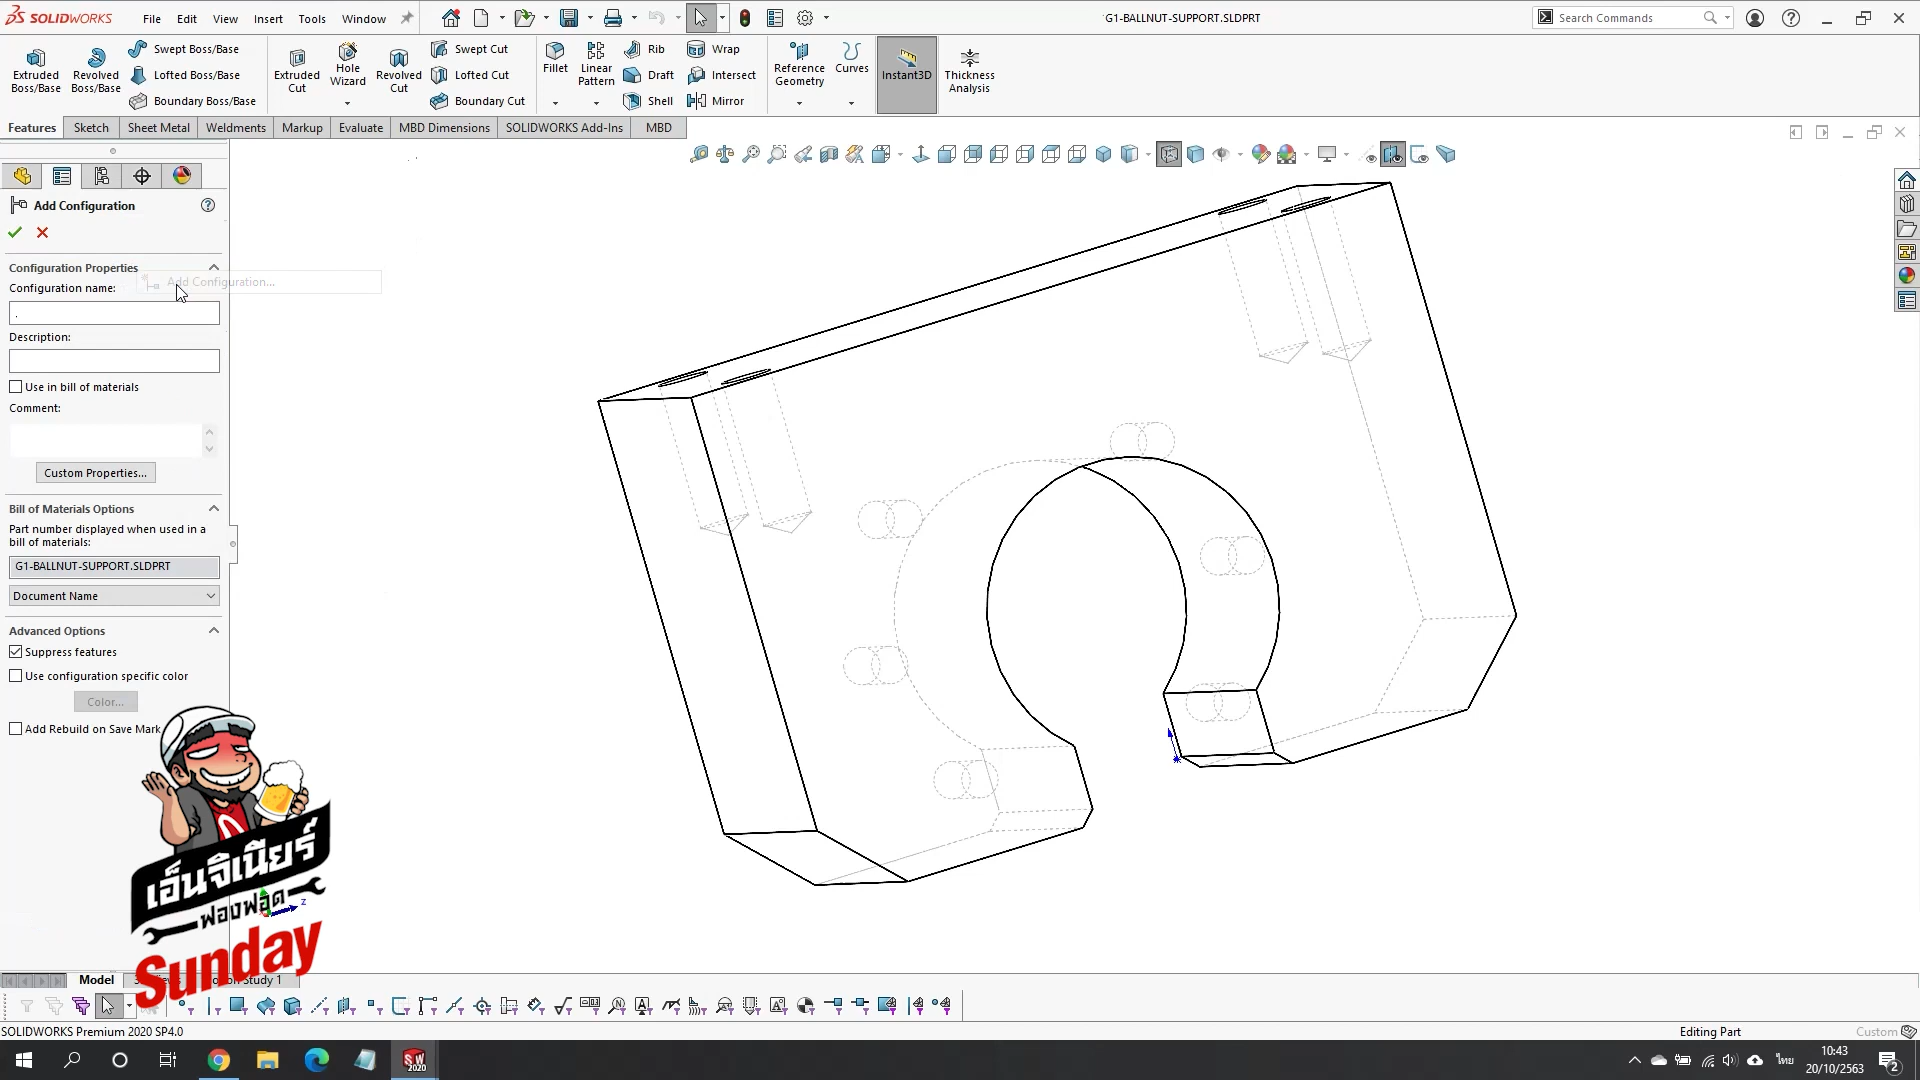 SOLIDWORKS
File Edit View Insert Tools Window
G1-BALLNUT-SUPPORT.SLDPRT
Search Commands
Extruded Boss/Base
Revolved Boss/Base
Swept Boss/Base
Lofted Boss/Base
Boundary Boss/Base
Extruded Cut
Hole Wizard
Revolved Cut
Swept Cut
Lofted Cut
Boundary Cut
Fillet
Linear Pattern
Rib
Draft
Shell
Wrap
Intersect
Mirror
Reference Geometry
Curves
Instant3D
Thickness Analysis
Features Sketch Sheet Metal Weldments Markup Evaluate MBD Dimensions SOLIDWORKS Add-Ins MBD
Add Configuration
Configuration Properties
Add Configuration...
Configuration name:
.
Description:
Use in bill of materials
Comment:
Custom Properties...
Bill of Materials Options
Part number displayed when used in a
bill of materials:
G1-BALLNUT-SUPPORT.SLDPRT
Document Name
Advanced Options
Suppress features
Use configuration specific color
Color...
Add Rebuild on Save Mark
เอ็นจิเนียร์
ฟองฟอด
Sunday
z
Model
Study 1
SOLIDWORKS Premium 2020 SP4.0
Editing Part
Custom
SW
2020
ไทย
10:43
20/10/2563
2